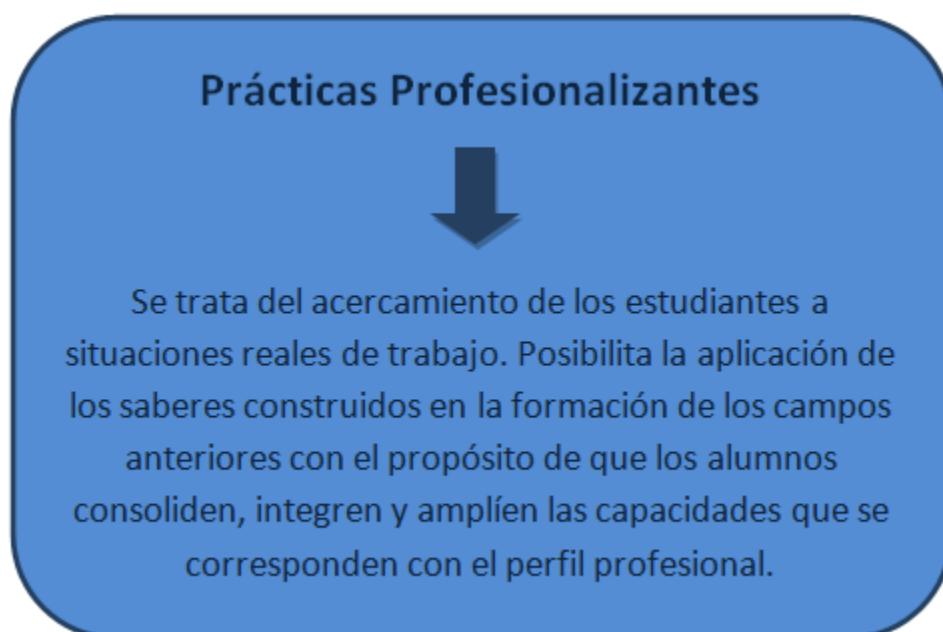 Prácticas Profesionalizantes
Se trata del acercamiento de los estudiantes a
situaciones reales de trabajo. Posibilita la aplicación de
los saberes construidos en la formación de los campos
anteriores con el propósito de que los alumnos
consoliden, integren y amplíen las capacidades que se
corresponden con el perfil profesional.